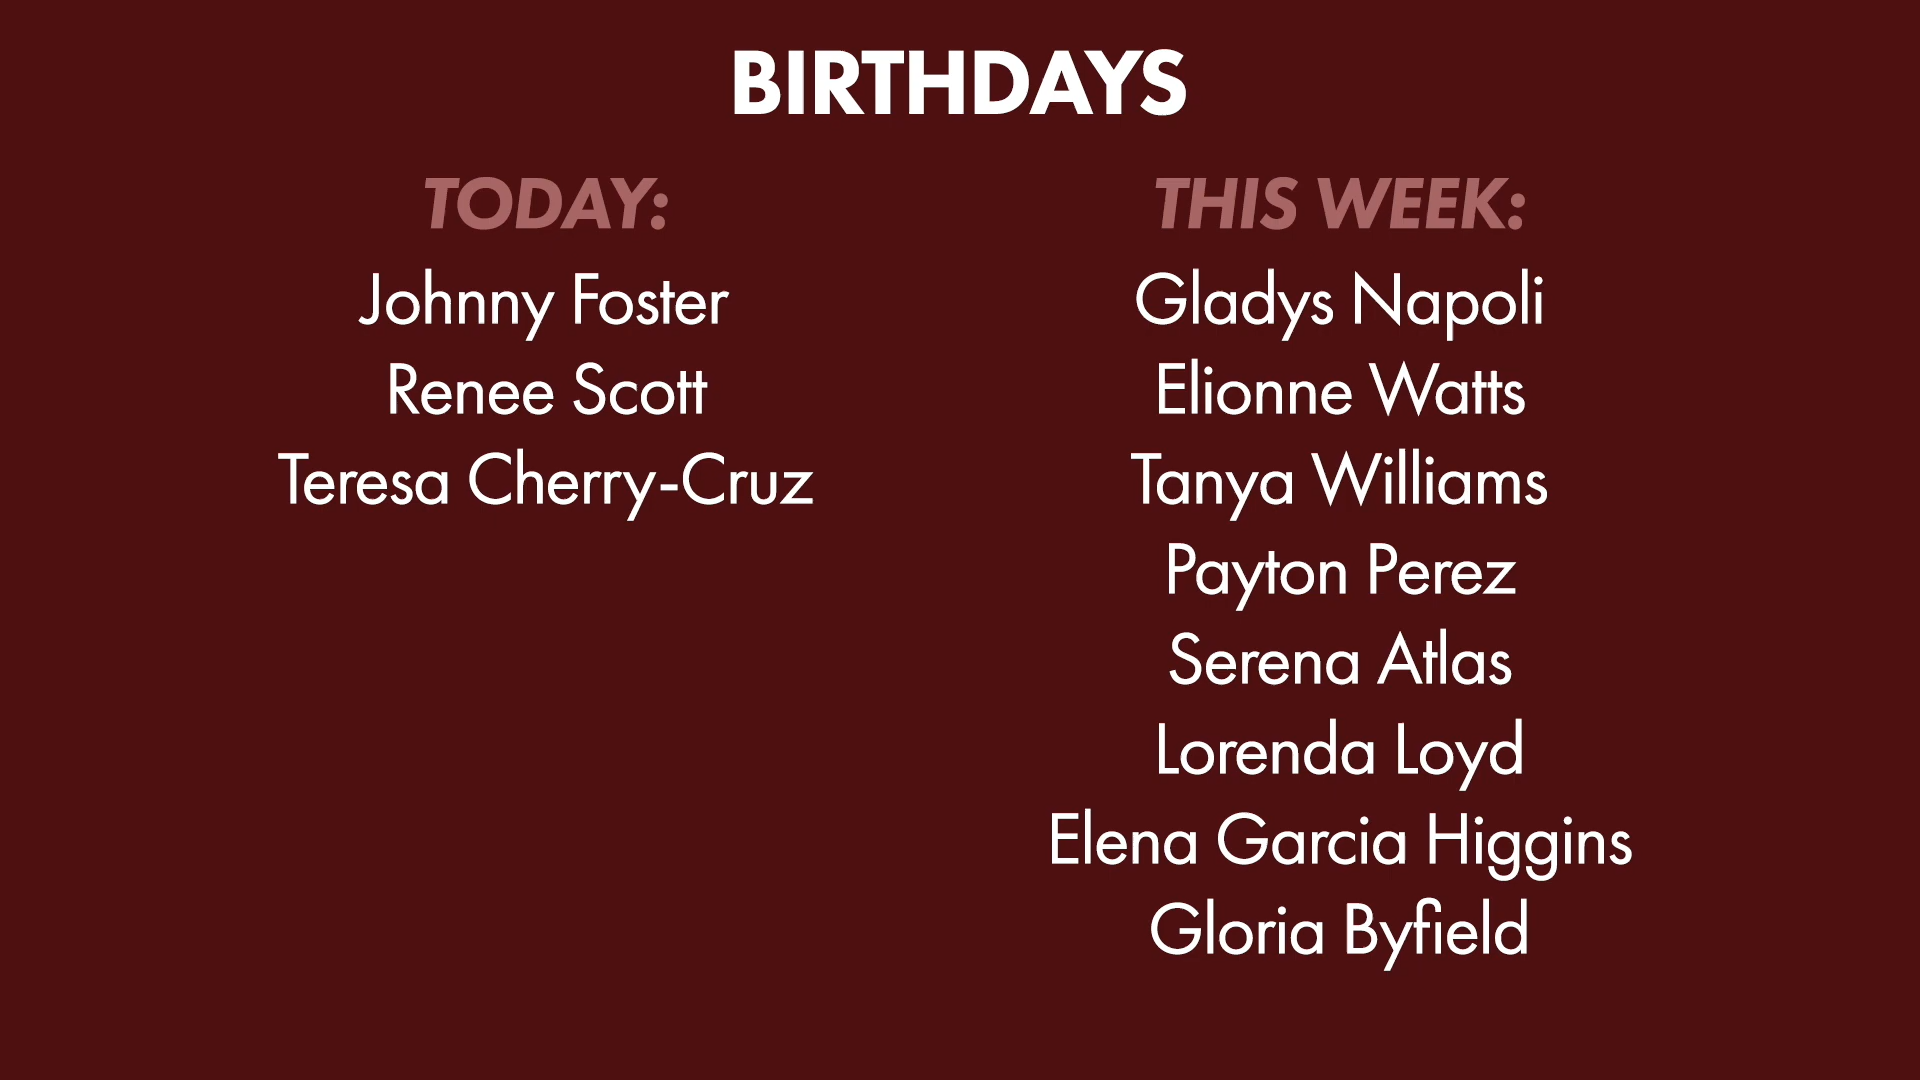 BIRTHDAYS
TODAY:
Johnny Foster
Renee Scott
Teresa Cherry-Cruz
THIS WEEK:
Gladys Napoli
Elionne Watts
Tanya Williams
Payton Perez
Serena Atlas
Lorenda Loyd
Elena Garcia Higgins
Gloria Byfield